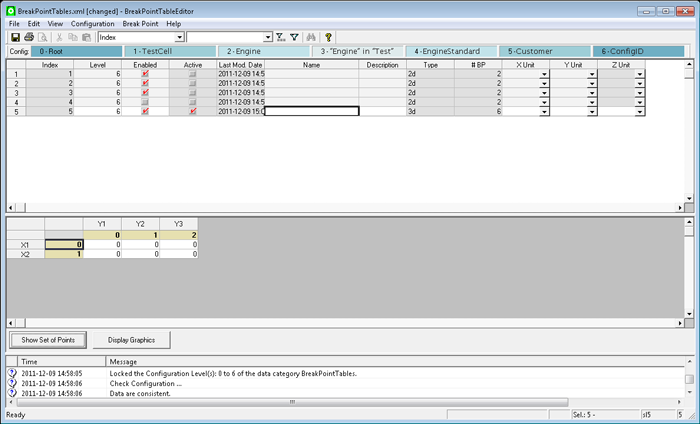 BreakPointTables.xml [changed] - BreakPointTableEditor
File Edit View Configuration Break Point Help
Index
Config: 0 - Root 1 - TestCell 2 - Engine 3 - "Engine" in "Test" 4 - EngineStandard 5 - Customer 6 - ConfigID
Index Level Enabled Active Last Mod. Date Name Description Type # BP X Unit Y Unit Z Unit
1 1 6 2011-12-09 14:5 2d 2
2 2 6 2011-12-09 14:5 2d 2
3 3 6 2011-12-09 14:5 2d 2
4 4 6 2011-12-09 14:5 2d 2
5 5 6 2011-12-09 15:0 3d 6
Y1 Y2 Y3
0 1 2
X1 0 0 0 0
X2 1 0 0 0
Show Set of Points Display Graphics
Time Message
2011-12-09 14:58:05 Locked the Configuration Level(s): 0 to 6 of the data category BreakPointTables.
2011-12-09 14:58:06 Check Configuration ...
2011-12-09 14:58:06 Data are consistent.
Ready Sel.: 5 - sl5 5